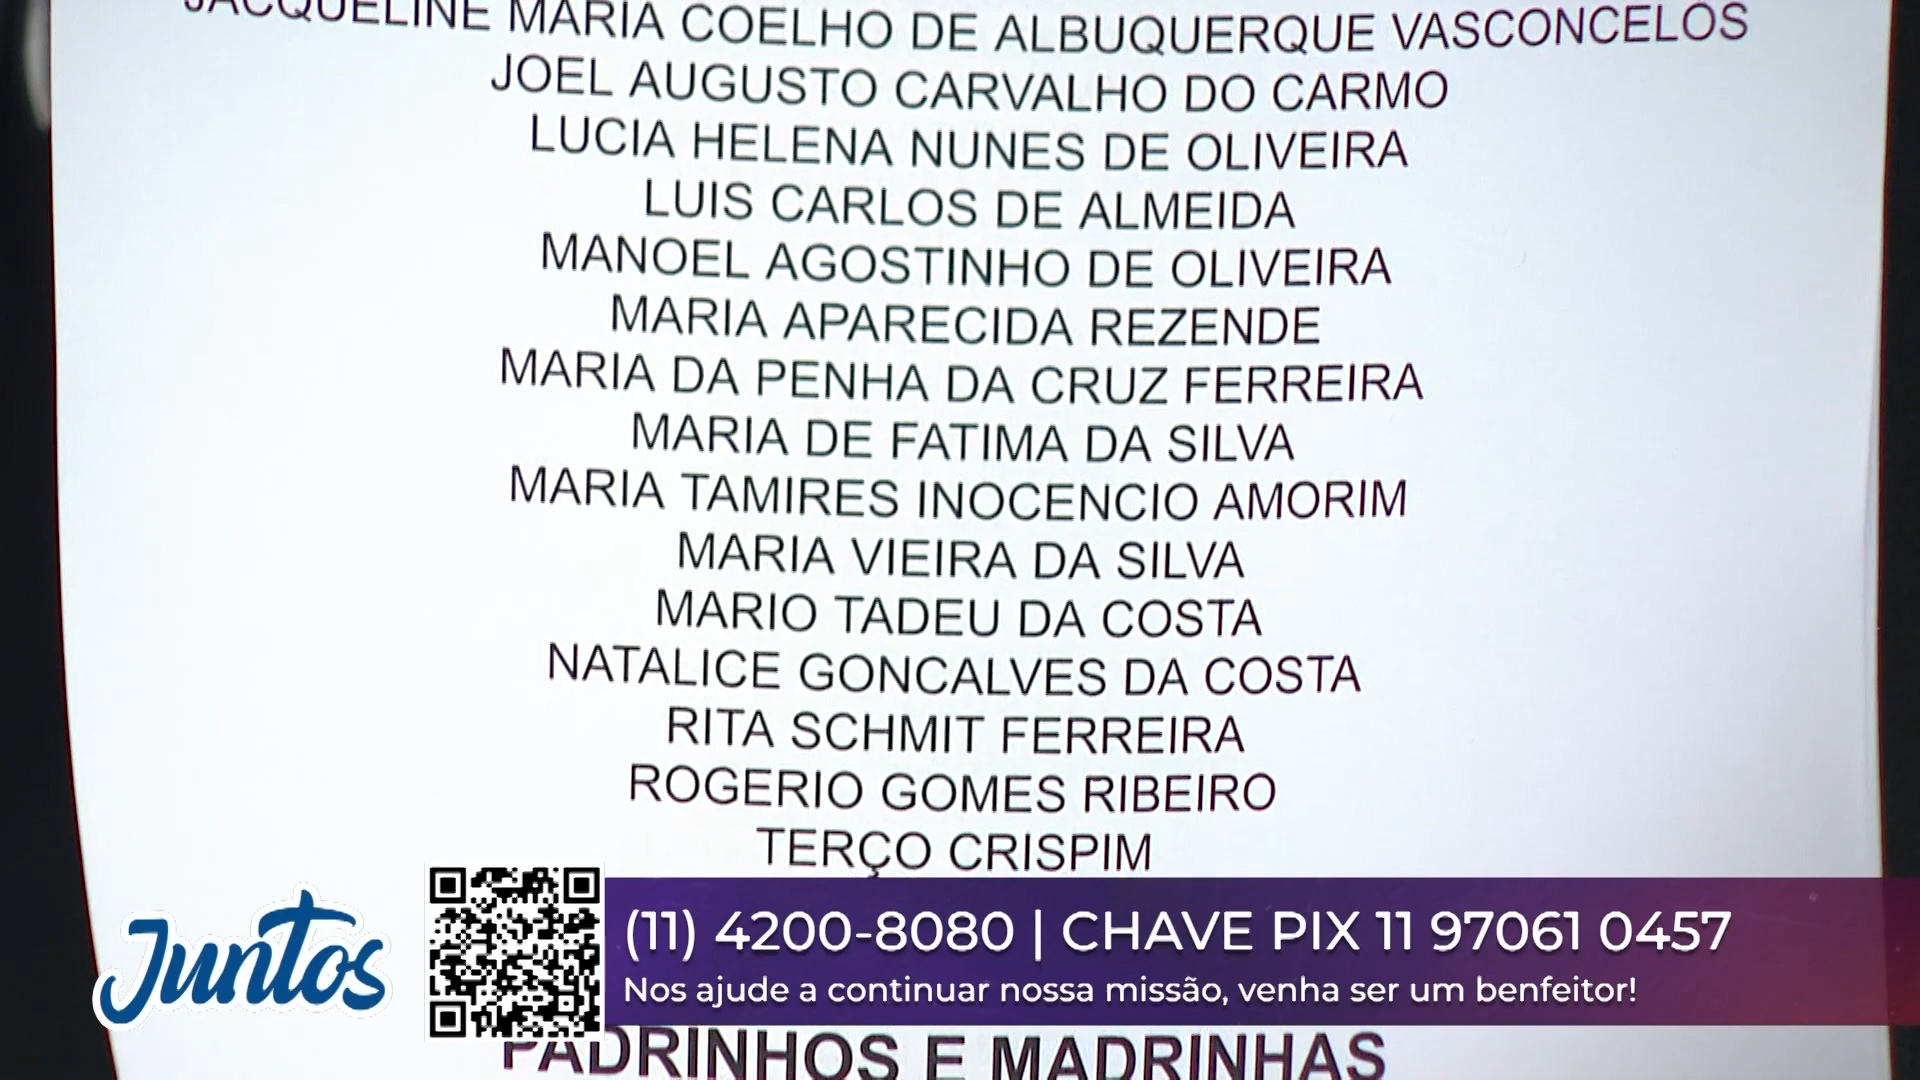 JACQUELINE MARIA COELHO DE ALBUQUERQUE VASCONCELOS
JOEL AUGUSTO CARVALHO DO CARMO
LUCIA HELENA NUNES DE OLIVEIRA
LUIS CARLOS DE ALMEIDA
MANOEL AGOSTINHO DE OLIVEIRA
MARIA APARECIDA REZENDE
MARIA DA PENHA DA CRUZ FERREIRA
MARIA DE FATIMA DA SILVA
MARIA TAMIRES INOCENCIO AMORIM
MARIA VIEIRA DA SILVA
MARIO TADEU DA COSTA
NATALICE GONCALVES DA COSTA
RITA SCHMIT FERREIRA
ROGERIO GOMES RIBEIRO
TERÇO CRISPIM
Juntos
(11) 4200-8080 | CHAVE PIX 11 97061 0457
Nos ajude a continuar nossa missão, venha ser um benfeitor!
PADRINHOS E MADRINHAS